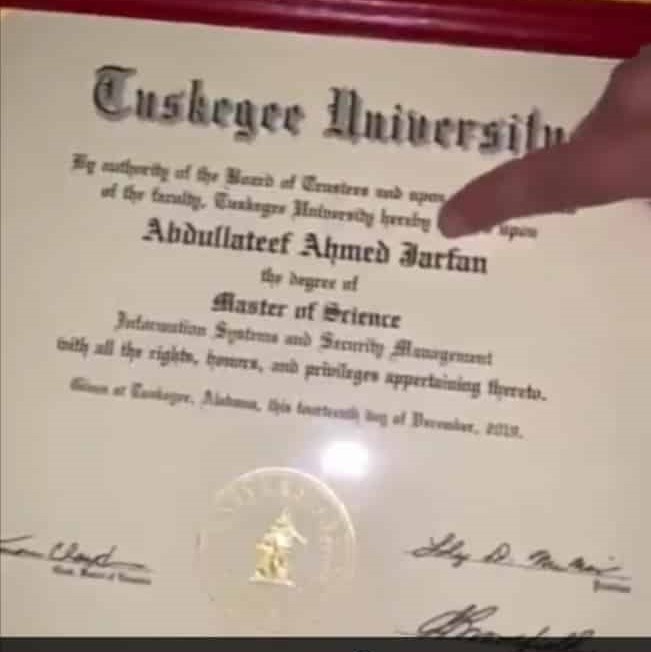 Tuskegee University
By authority of the Board of Trustees and upon
of the faculty, Tuskegee University hereby upon
Abdullateef Ahmed Jarfan
the degree of
Master of Science
Information Systems and Security Management
with all the rights, honors, and privileges appertaining thereto.
Given at Tuskegee, Alabama, this fourteenth day of December, 2019.